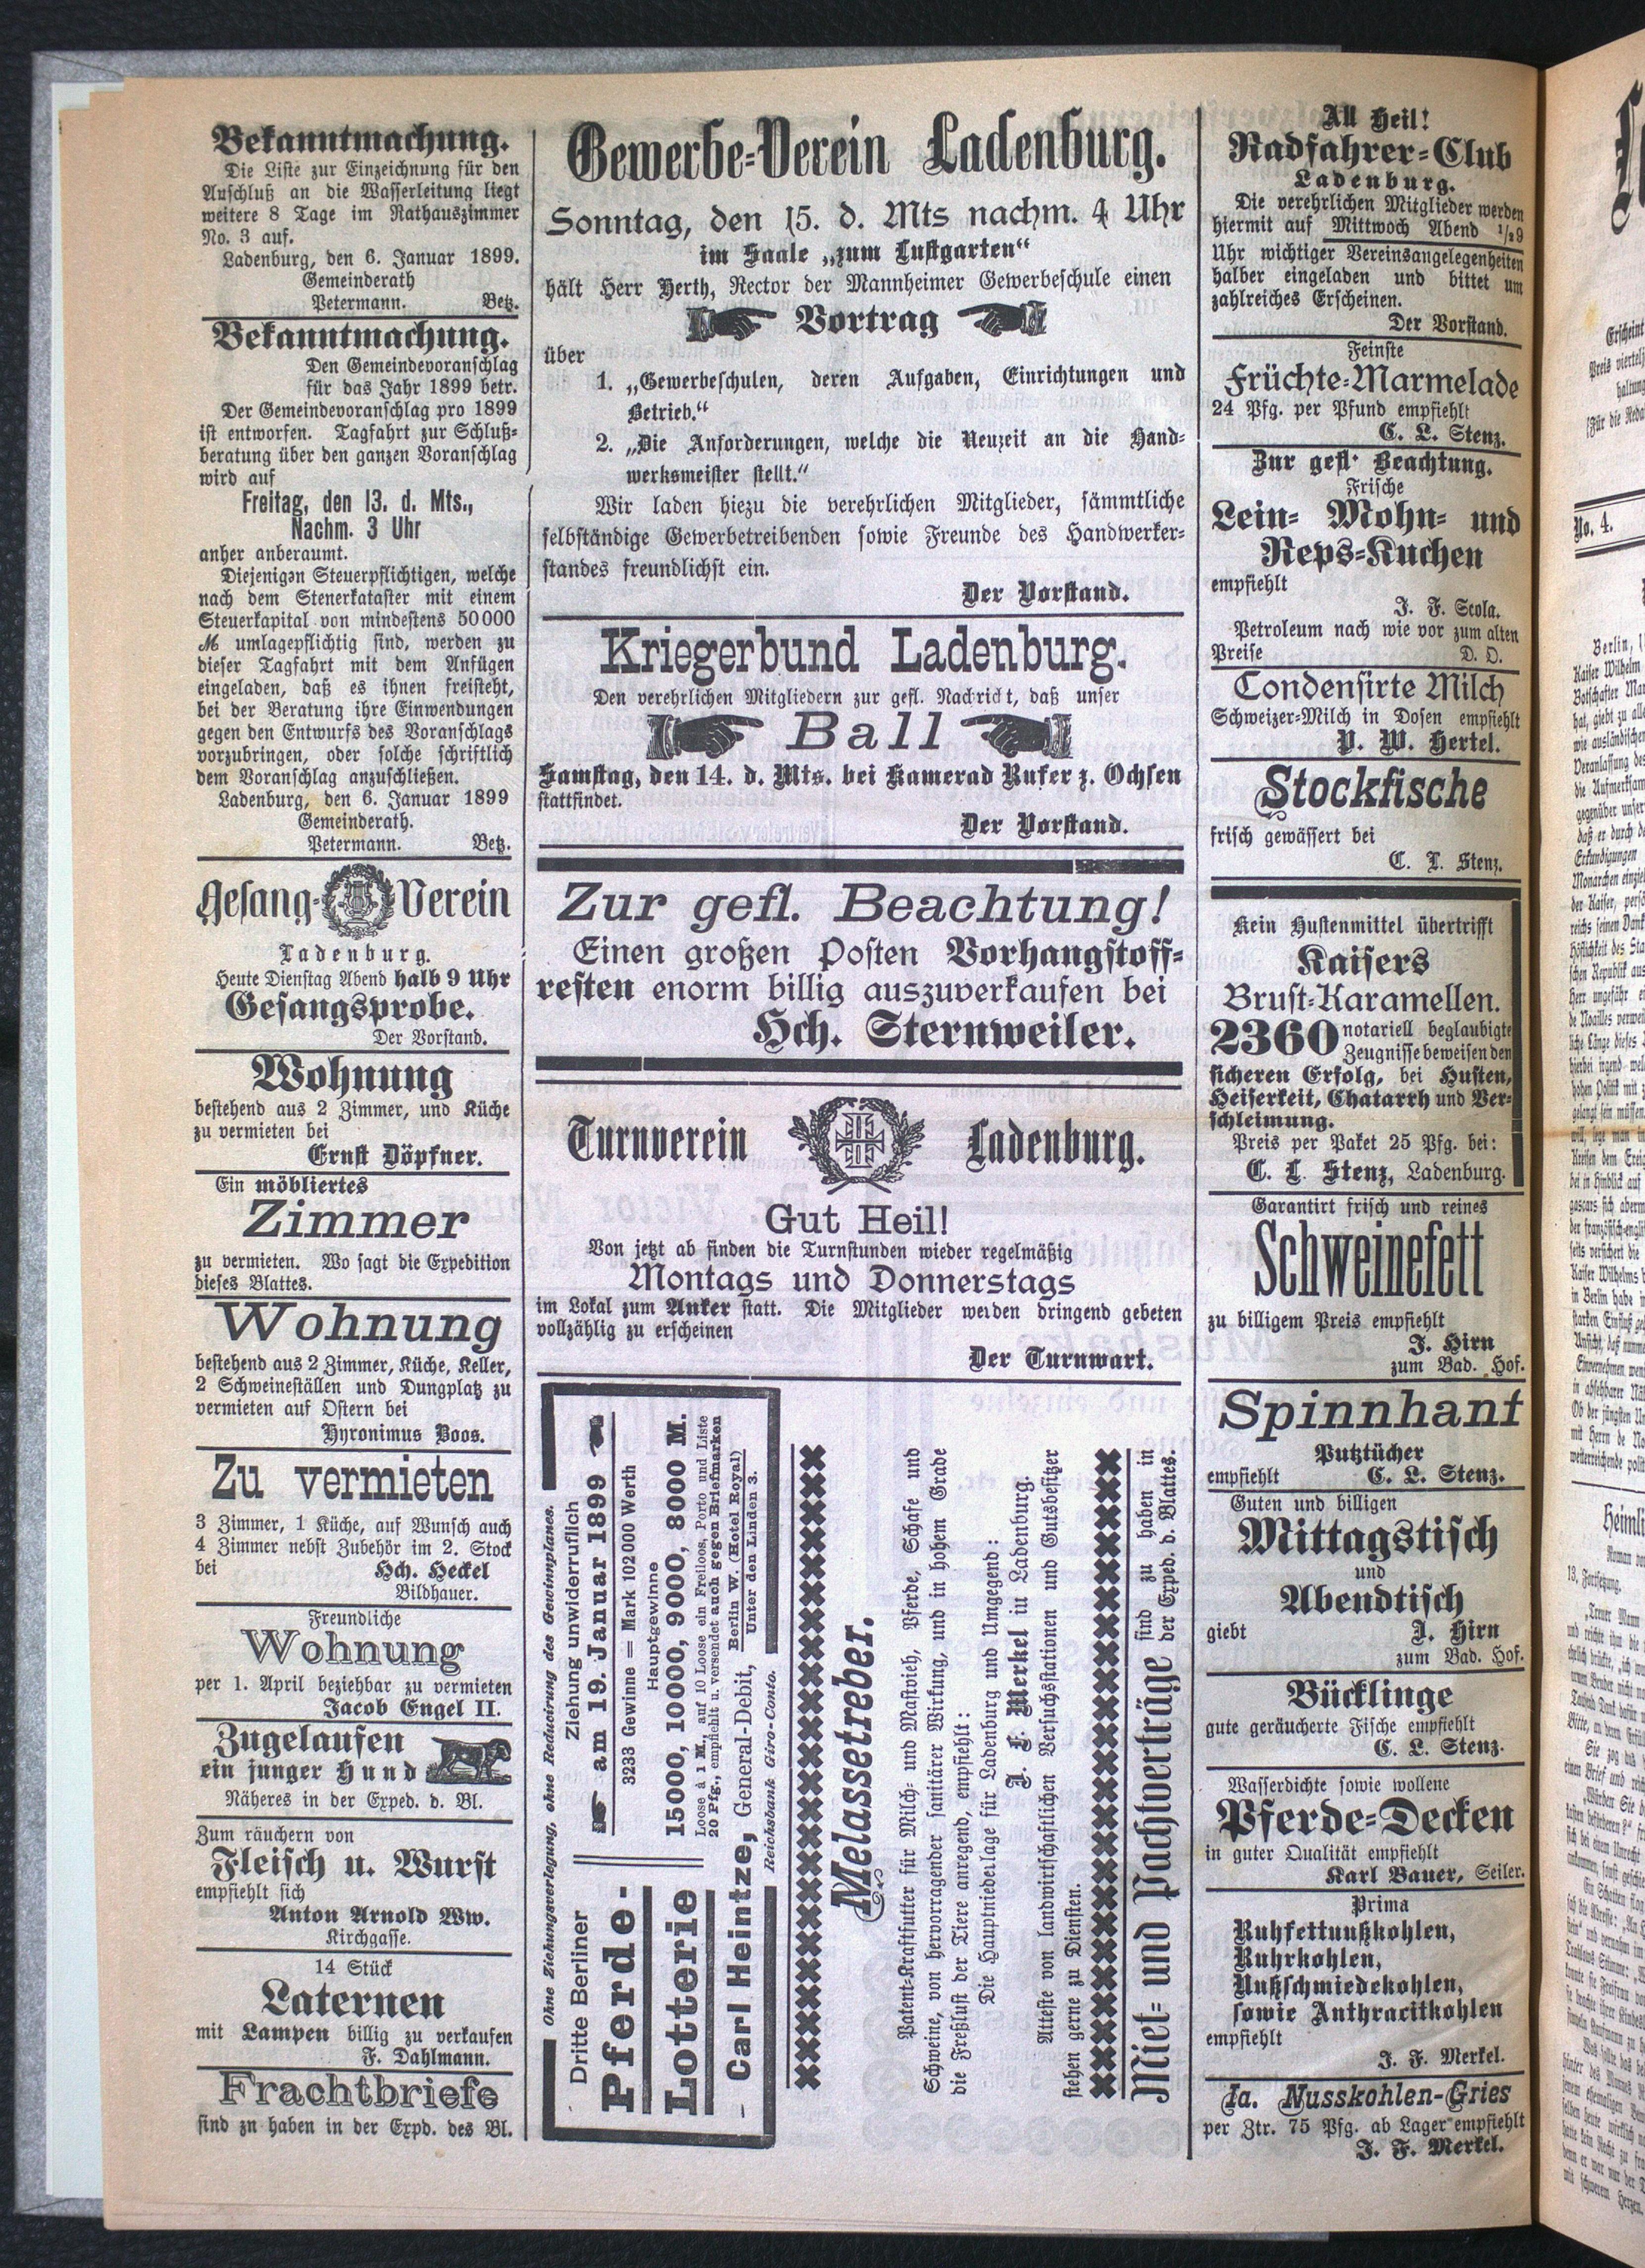 Bekanntmachung.
Die Liste zur Einzeichnung für den
Anschluß an die Wasserleitung liegt
weitere 8 Tage im Rathauszimmer
No. 3 auf.
Ladenburg, den 6. Januar 1899.
Gemeinderath
Petermann. Betz.
Bekanntmachung.
Den Gemeindevoranschlag
für das Jahr 1899 betr.
Der Gemeindevoranschlag pro 1899
ist entworfen. Tagfahrt zur Schluß-
beratung über den ganzen Voranschlag
wird auf
Freitag, den 13. d. Mts.,
Nachm. 3 Uhr
anher anberaumt.
Diejenigen Steuerpflichtigen, welche
nach dem Stenerkataster mit einem
Steuerkapital von mindestens 50000
M umlagepflichtig sind, werden zu
dieser Tagfahrt mit dem Anfügen
eingeladen, daß es ihnen freisteht,
bei der Beratung ihre Einwendungen
gegen den Entwurfs des Voranschlags
vorzubringen, oder solche schriftlich
dem Voranschlag anzuschließen.
Ladenburg, den 6. Januar 1899
Gemeinderath.
Petermann. Betz.
Gesang- Verein
Ladenburg.
Heute Dienstag Abend halb 9 Uhr
Gesangsprobe.
Der Vorstand.
Wohnung
bestehend aus 2 Zimmer, und Küche
zu vermieten bei
Ernst Döpfner.
Ein möbliertes
Zimmer
zu vermieten. Wo sagt die Expedition
dieses Blattes.
Wohnung
bestehend aus 2 Zimmer, Küche, Keller,
2 Schweineställen und Dungplatz zu
vermieten auf Ostern bei
Hyronimus Boos.
Zu vermieten
3 Zimmer, 1 Küche, auf Wunsch auch
4 Zimmer nebst Zubehör im 2. Stock
bei Hch. Heckel
Bildhauer.
Freundliche
Wohnung
per 1. April beziehbar zu vermieten
Jacob Engel II.
Zugelaufen
ein junger Hund
Näheres in der Exped. d. Bl.
Zum räuchern von
Fleisch u. Wurst
empfiehlt sich
Anton Arnold Ww.
Kirchgasse.
14 Stück
Laternen
mit Lampen billig zu verkaufen
F. Dahlmann.
Frachtbriefe
sind zn haben in der Expd. des Bl.
Gewerbe-Verein Ladenburg.
Sonntag, den 15. d. Mts nachm. 4 Uhr
im Saale „zum Lustgarten“
hält Herr Herth, Rector der Mannheimer Gewerbeschule einen
Vortrag
über
1. „Gewerbeschulen, deren Aufgaben, Einrichtungen und
Betrieb.“
2. „Die Anforderungen, welche die Neuzeit an die Hand-
werksmeister stellt.“
Wir laden hiezu die verehrlichen Mitglieder, sämmtliche
selbständige Gewerbetreibenden sowie Freunde des Handwerker-
standes freundlichst ein.
Der Vorstand.
Kriegerbund Ladenburg.
Den verehrlichen Mitgliedern zur gefl. Nachricht, daß unser
Ball
Samstag, den 14. d. Mts. bei Kamerad Rufer z. Ochsen
stattfindet.
Der Vorstand.
Zur gefl. Beachtung!
Einen großen Posten Vorhangstoff-
resten enorm billig auszuverkaufen bei
Hch. Sternweiler.
Turnverein Ladenburg.
Gut Heil!
Von jetzt ab finden die Turnstunden wieder regelmäßig
Montags und Donnerstags
im Lokal zum Anker statt. Die Mitglieder werden dringend gebeten
vollzählig zu erscheinen
Der Turnwart.
Ohne Ziehungsverlegung, ohne Reducirung des Gewinnplanes.
Dritte Berliner
Pferde-
Lotterie
Ziehung unwiderruflich
am 19. Januar 1899
3233 Gewinne = Mark 102000 Werth
Hauptgewinne
15000, 10000, 9000, 8000 M.
Loose à 1 M., auf 10 Loose ein Freiloos, Porto und Liste
20 Pfg., empfiehlt u. versendet auch gegen Briefmarken
Carl Heintze, General-Debit, Berlin W. (Hotel Royal)
Unter den Linden 3.
Reichsbank Giro-Conto.
Melassetreber.
Patent-Kraftfutter für Milch- und Mastvieh, Pferde, Schafe und
Schweine, von hervorragender sanitärer Wirkung, und in hohem Grade
die Freßlust der Tiere anregend, empfiehlt:
Die Hauptniederlage für Ladenburg und Umgegend:
J. F. Merkel in Ladenburg.
Atteste von landwirtschaftlichen Versuchsstationen und Gutsbesitzer
stehen gerne zu Diensten.
Miet- und Pachtverträge sind zu haben in
der Exped. d. Blattes.
All Heil!
Radfahrer-Club
Ladenburg.
Die verehrlichen Mitglieder werden
hiermit auf Mittwoch Abend 1/2 9
Uhr wichtiger Vereinsangelegenheiten
halber eingeladen und bittet um
zahlreiches Erscheinen.
Der Vorstand.
Feinste
Früchte-Marmelade
24 Pfg. per Pfund empfiehlt
C. L. Stenz.
Zur gefl. Beachtung.
Frische
Lein- Mohn- und
Reps-Kuchen
empfiehlt
J. F. Scola.
Petroleum nach wie vor zum alten
Preise D. O.
Condensirte Milch
Schweizer-Milch in Dosen empfiehlt
P. W. Hertel.
Stockfische
frisch gewässert bei
C. L. Stenz.
Kein Hustenmittel übertrifft
Kaisers
Brust-Karamellen.
2360 notariell beglaubigte
Zeugnisse beweisen den
sicheren Erfolg, bei Husten,
Heiserkeit, Chatarrh und Ver-
schleimung.
Preis per Paket 25 Pfg. bei:
C. L. Stenz, Ladenburg.
Garantirt frisch und reines
Schweinefett
zu billigem Preis empfiehlt
J. Hirn
zum Bad. Hof.
Spinnhanf
Putztücher
empfiehlt C. L. Stenz.
Guten und billigen
Mittagstisch
und
Abendtisch
giebt J. Hirn
zum Bad. Hof.
Bücklinge
gute geräucherte Fische empfiehlt
C. L. Stenz.
Wasserdichte sowie wollene
Pferde-Decken
in guter Qualität empfiehlt
Karl Bauer, Seiler.
Prima
Ruhfettnußkohlen,
Ruhrkohlen,
Nußschmiedekohlen,
sowie Anthracitkohlen
empfiehlt
J. F. Merkel.
Ia. Nusskohlen-Gries
per Ztr. 75 Pfg. ab Lager empfiehlt
J. F. Merkel.
No. 4.